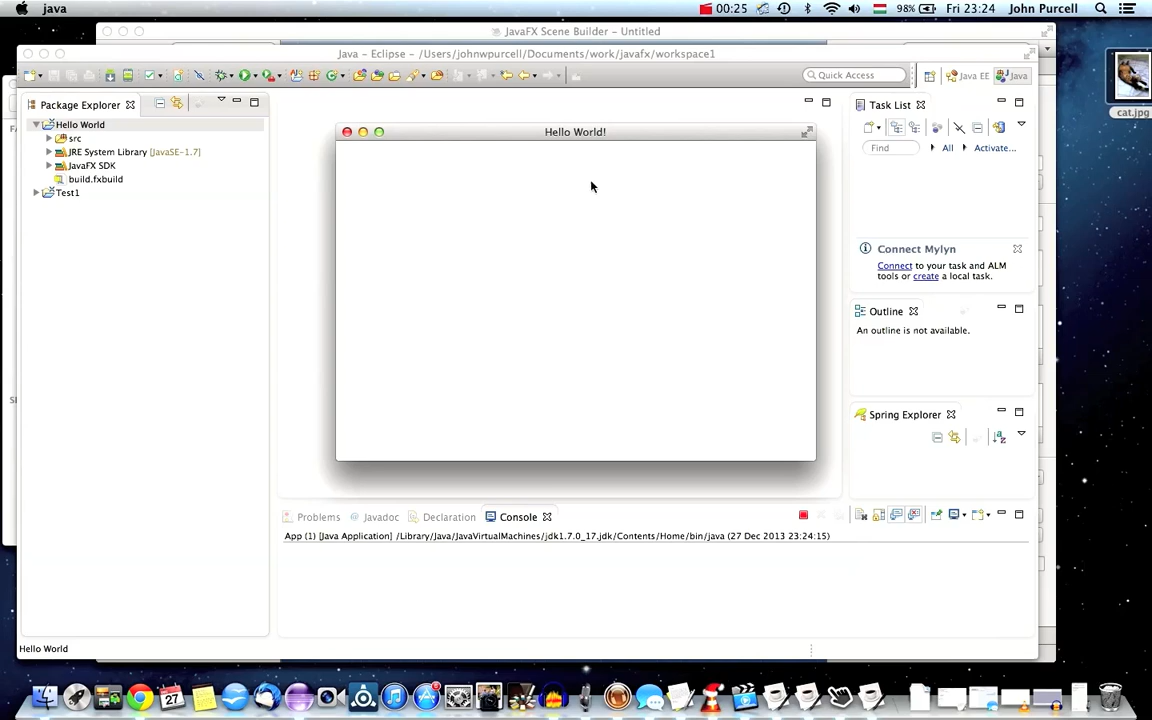 java
00:25
98%
Fri 23:24
John Purcell
JavaFX Scene Builder - Untitled
Java - Eclipse - /Users/johnwpurcell/Documents/work/javafx/workspace1
Quick Access
Java EE
Java
Package Explorer
Hello World
src
JRE System Library [JavaSE-1.7]
JavaFX SDK
build.fxbuild
Test1
Hello World!
Task List
Find
All
Activate...
Connect Mylyn
Connect to your task and ALM
tools or create a local task.
Outline
An outline is not available.
Spring Explorer
Problems
Javadoc
Declaration
Console
App (1) [Java Application] /Library/Java/JavaVirtualMachines/jdk1.7.0_17.jdk/Contents/Home/bin/java (27 Dec 2013 23:24:15)
Hello World
cat.jpg
27